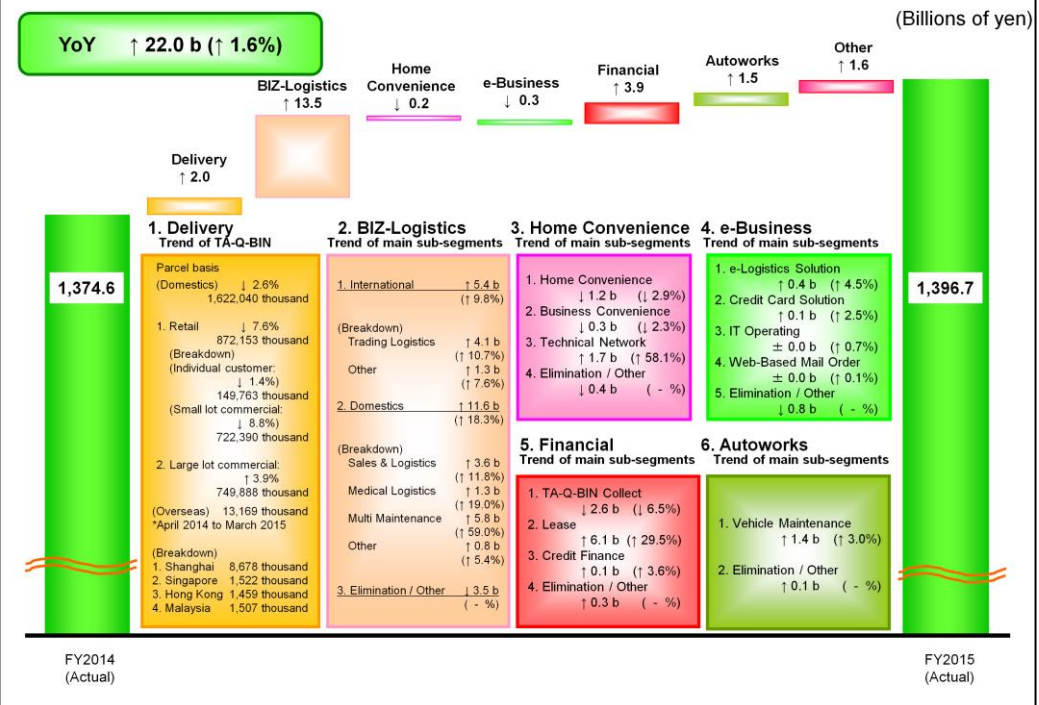 (Billions of yen)
YoY ↑ 22.0 b (↑ 1.6%)
Delivery
↑ 2.0
BIZ-Logistics
↑ 13.5
Home
Convenience
↓ 0.2
e-Business
↓ 0.3
Financial
↑ 3.9
Autoworks
↑ 1.5
Other
↑ 1.6
1,374.6
1,396.7
1. Delivery
Trend of TA-Q-BIN
Parcel basis
(Domestics) ↓ 2.6%
1,622,040 thousand
1. Retail ↓ 7.6%
872,153 thousand
(Breakdown)
(Individual customer:
↓ 1.4%)
149,763 thousand
(Small lot commercial:
↓ 8.8%)
722,390 thousand
2. Large lot commercial:
↑ 3.9%
749,888 thousand
(Overseas) 13,169 thousand
*April 2014 to March 2015
(Breakdown)
1. Shanghai 8,678 thousand
2. Singapore 1,522 thousand
3. Hong Kong 1,459 thousand
4. Malaysia 1,507 thousand
2. BIZ-Logistics
Trend of main sub-segments
1. International ↑ 5.4 b
(↑ 9.8%)
(Breakdown)
Trading Logistics ↑ 4.1 b
(↑ 10.7%)
Other ↑ 1.3 b
(↑ 7.6%)
2. Domestics ↑ 11.6 b
(↑ 18.3%)
(Breakdown)
Sales & Logistics ↑ 3.6 b
(↑ 11.8%)
Medical Logistics ↑ 1.3 b
(↑ 19.0%)
Multi Maintenance ↑ 5.8 b
(↑ 59.0%)
Other ↑ 0.8 b
(↑ 5.4%)
3. Elimination / Other ↓ 3.5 b
( - %)
3. Home Convenience
Trend of main sub-segments
1. Home Convenience
↓ 1.2 b (↓ 2.9%)
2. Business Convenience
↓ 0.3 b (↓ 2.3%)
3. Technical Network
↑ 1.7 b (↑ 58.1%)
4. Elimination / Other
↓ 0.4 b ( - %)
4. e-Business
Trend of main sub-segments
1. e-Logistics Solution
↑ 0.4 b (↑ 4.5%)
2. Credit Card Solution
↑ 0.1 b (↑ 2.5%)
3. IT Operating
± 0.0 b (↑ 0.7%)
4. Web-Based Mail Order
± 0.0 b (↑ 0.1%)
5. Elimination / Other
↓ 0.8 b ( - %)
5. Financial
Trend of main sub-segments
1. TA-Q-BIN Collect
↓ 2.6 b (↓ 6.5%)
2. Lease
↑ 6.1 b (↑ 29.5%)
3. Credit Finance
↑ 0.1 b (↑ 3.6%)
4. Elimination / Other
↑ 0.3 b ( - %)
6. Autoworks
Trend of main sub-segments
1. Vehicle Maintenance
↑ 1.4 b (↑ 3.0%)
2. Elimination / Other
↑ 0.1 b ( - %)
FY2014
(Actual)
FY2015
(Actual)